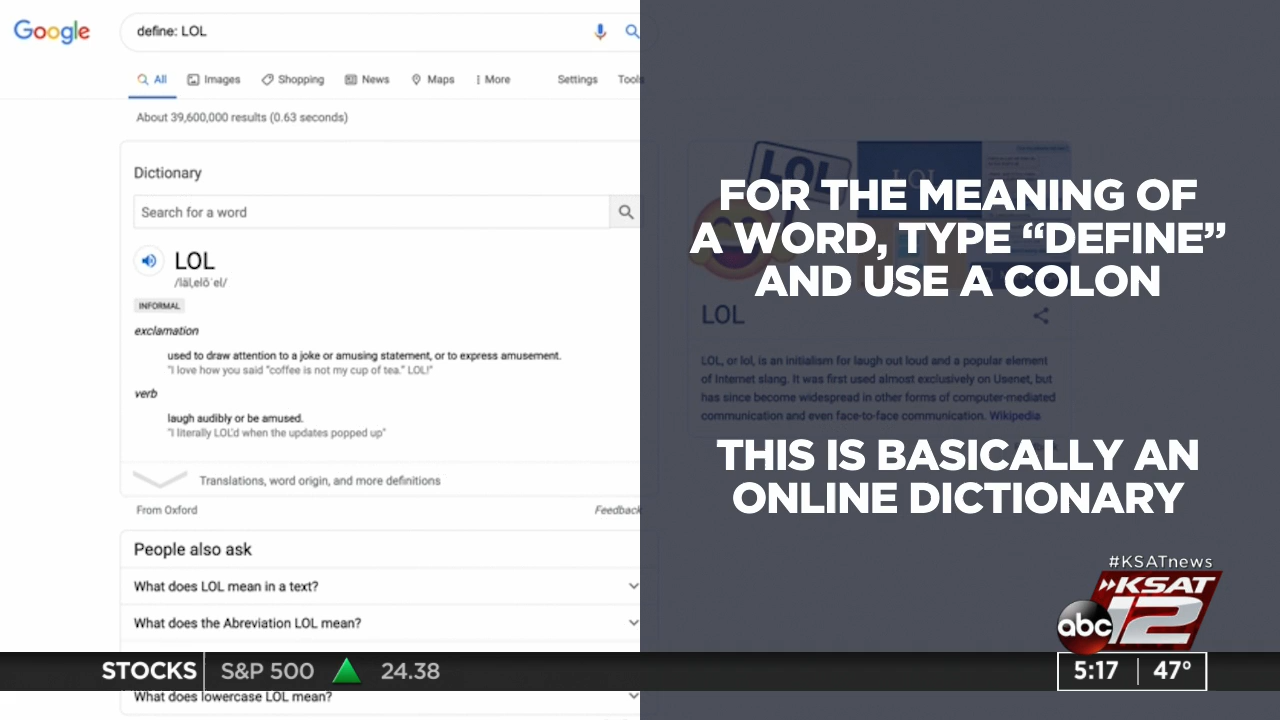 Google
define: LOL
All Images Shopping News Maps More Settings Tools
About 39,600,000 results (0.63 seconds)
Dictionary
Search for a word
LOL
/läl,elō'el/
INFORMAL
exclamation
used to draw attention to a joke or amusing statement, or to express amusement.
"I love how you said "coffee is not my cup of tea." LOL!"
verb
laugh audibly or be amused.
"I literally LOL'd when the updates popped up"
Translations, word origin, and more definitions
From Oxford
Feedback
People also ask
What does LOL mean in a text?
What does the Abreviation LOL mean?
What does lowercase LOL mean?
LOL
LOL
FOR THE MEANING OF
A WORD, TYPE “DEFINE”
AND USE A COLON
LOL
LOL, or lol, is an initialism for laugh out loud and a popular element
of Internet slang. It was first used almost exclusively on Usenet, but
has since become widespread in other forms of computer-mediated
communication and even face-to-face communication. Wikipedia
THIS IS BASICALLY AN
ONLINE DICTIONARY
#KSATnews
KSAT
abc 12
STOCKS S&P 500 24.38
5:17 47°